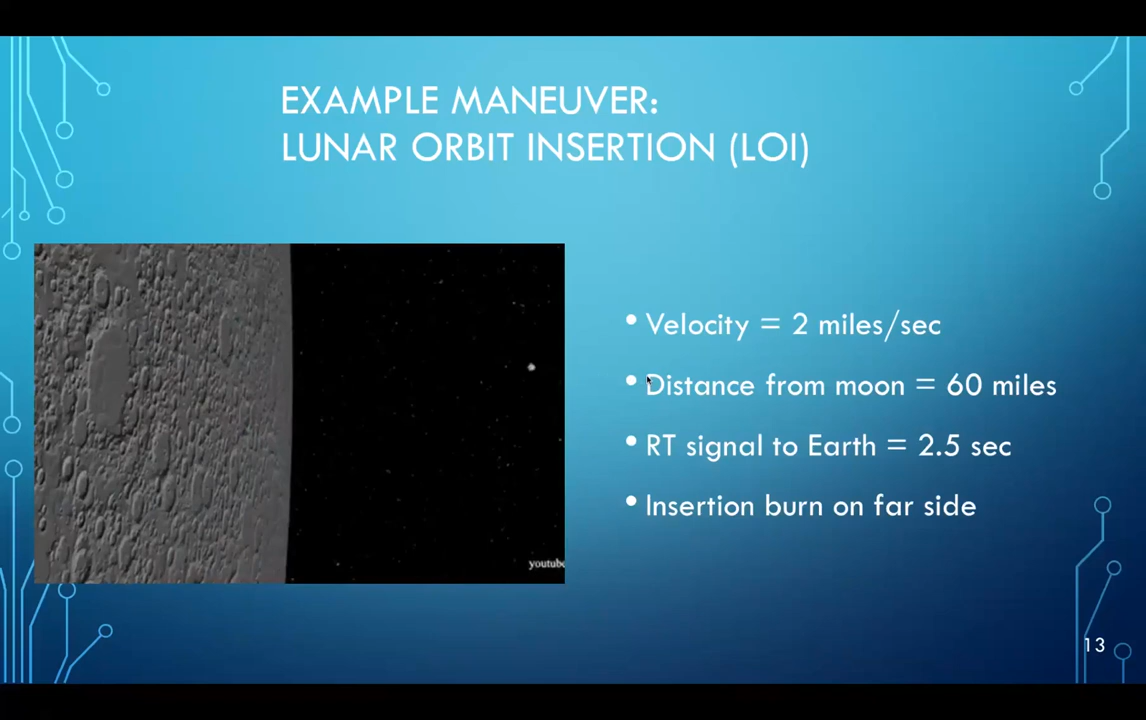 EXAMPLE MANEUVER:
LUNAR ORBIT INSERTION (LOI)
• Velocity = 2 miles/sec
• Distance from moon = 60 miles
• RT signal to Earth = 2.5 sec
• Insertion burn on far side
youtube
13